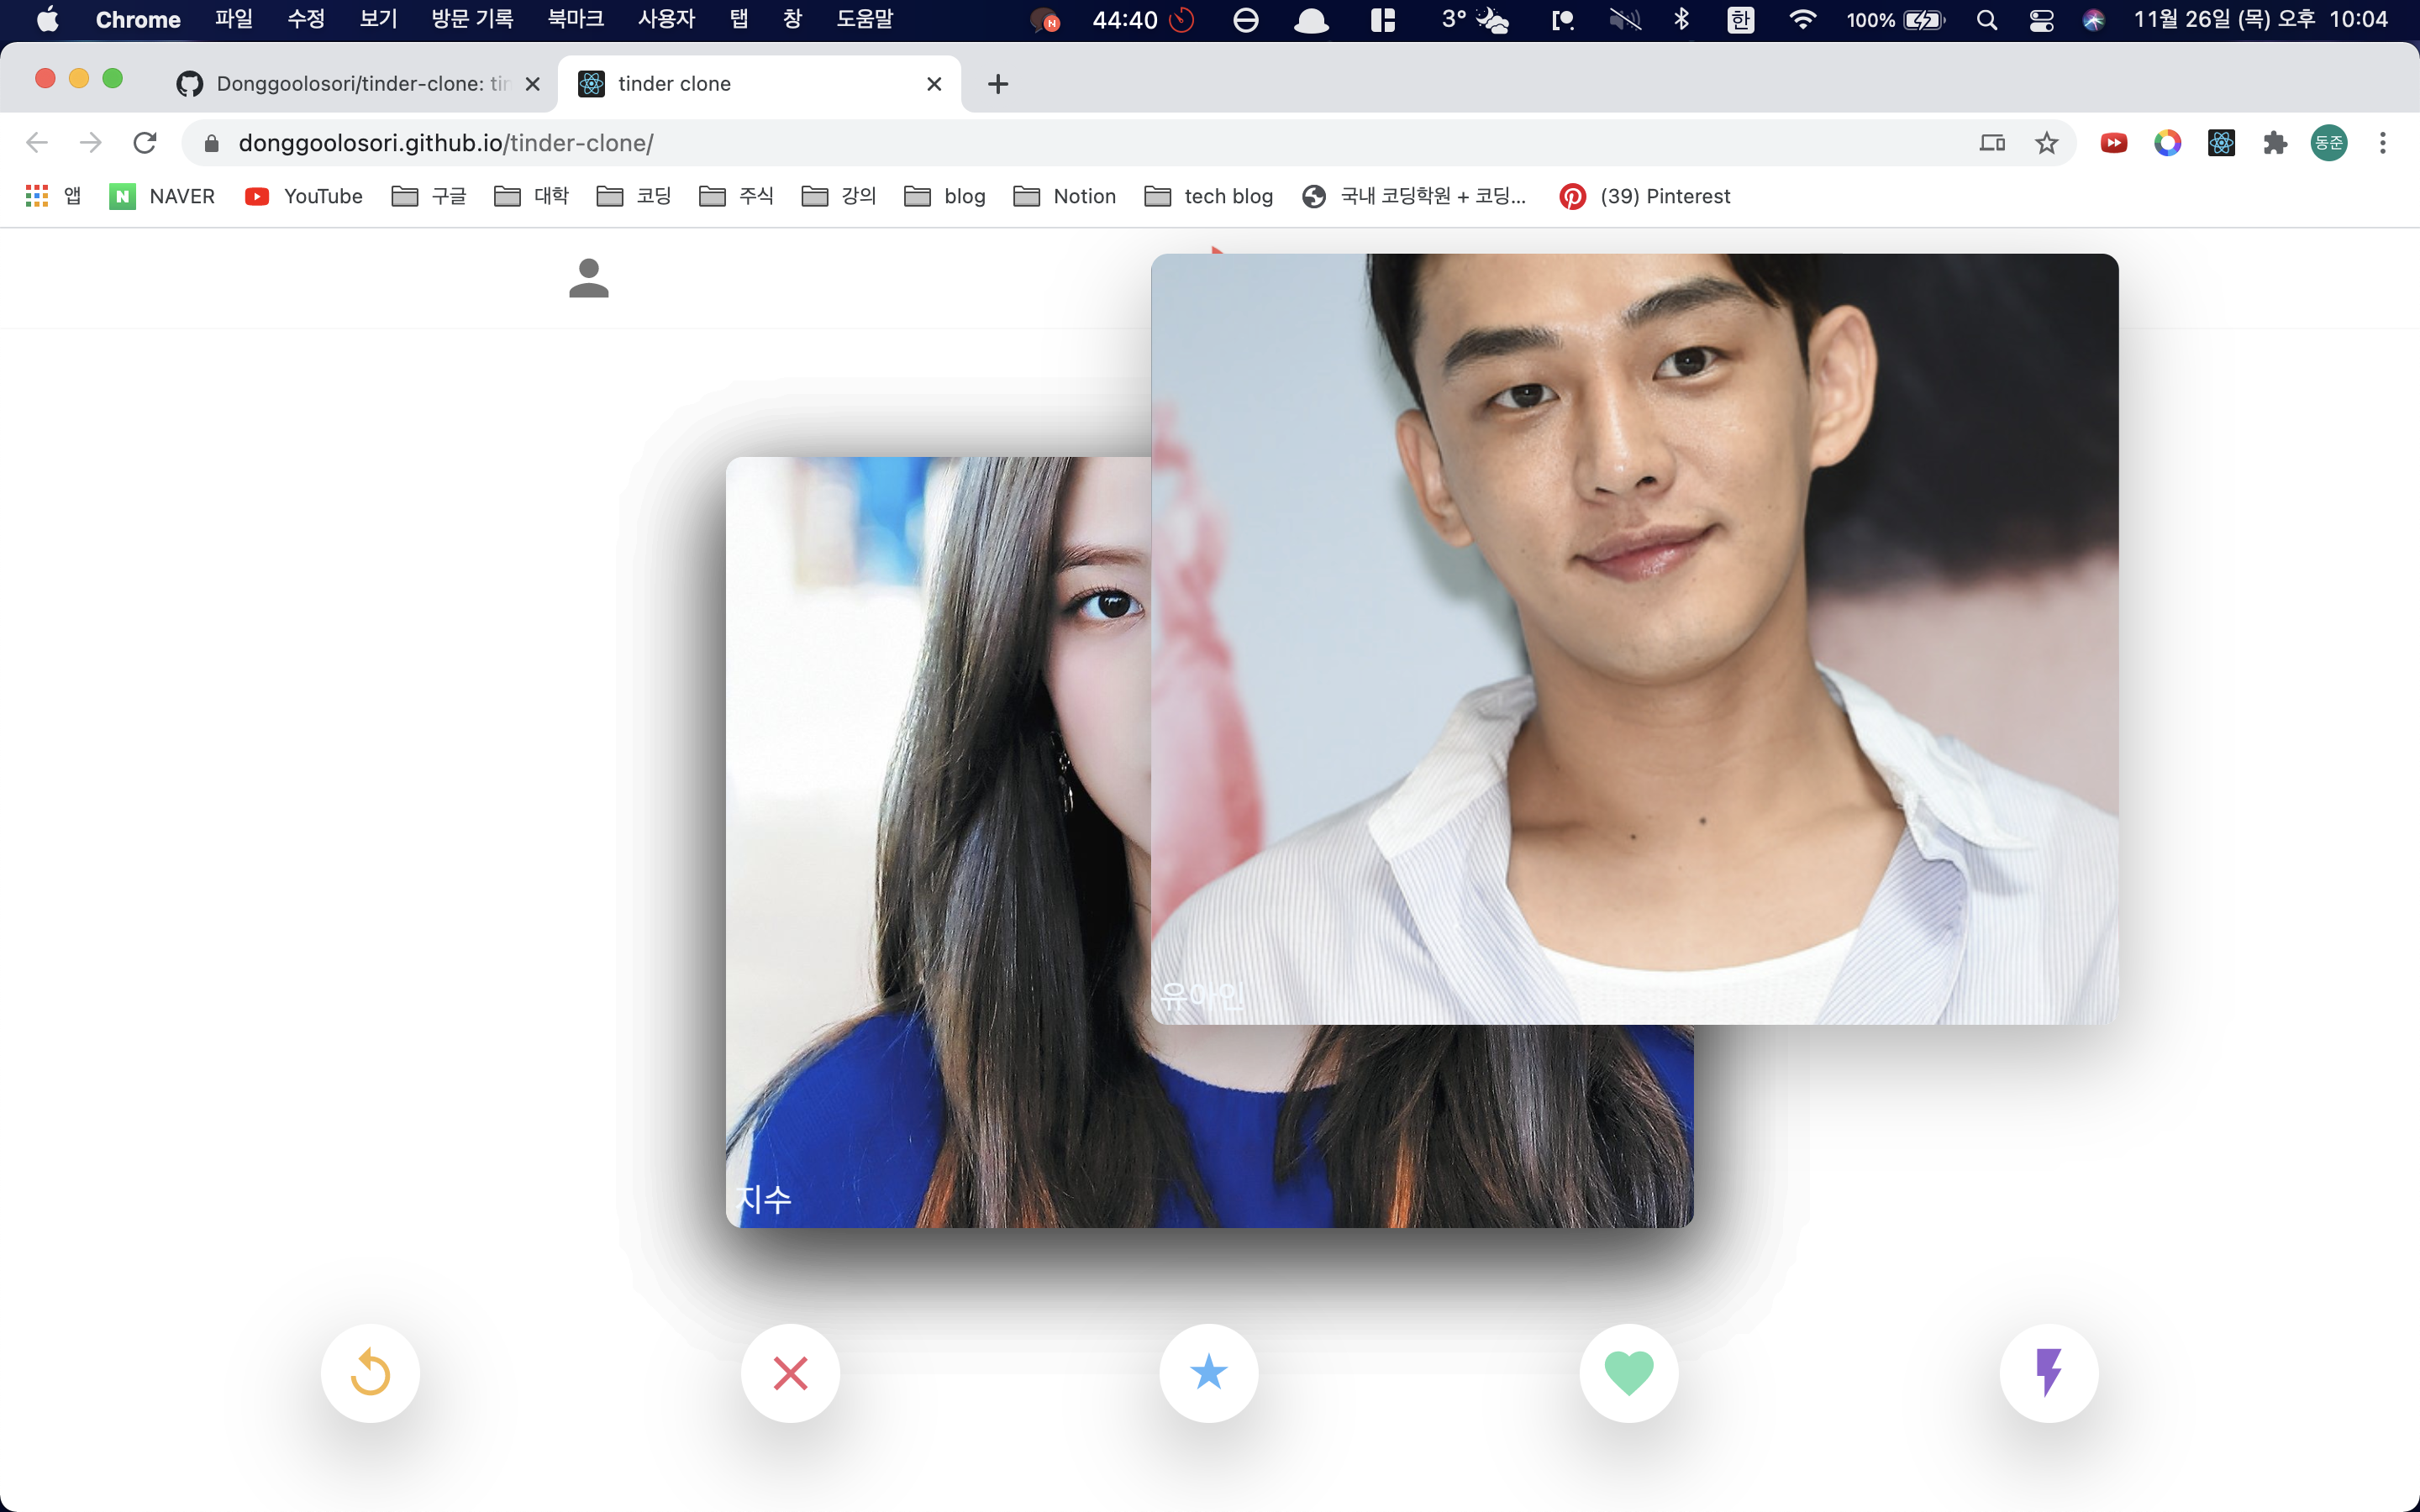 Chrome 파일 수정 보기 방문 기록 북마크 사용자 탭 창 도움말 N 44:40 3° 한 100% 11월 26일 (목) 오후 10:04
Donggoolosori/tinder-clone: tin
tinder clone
donggoolosori.github.io/tinder-clone/
동준
앱 N NAVER YouTube 구글 대학 코딩 주식 강의 blog Notion tech blog 국내 코딩학원 + 코딩... (39) Pinterest
유아인
지수